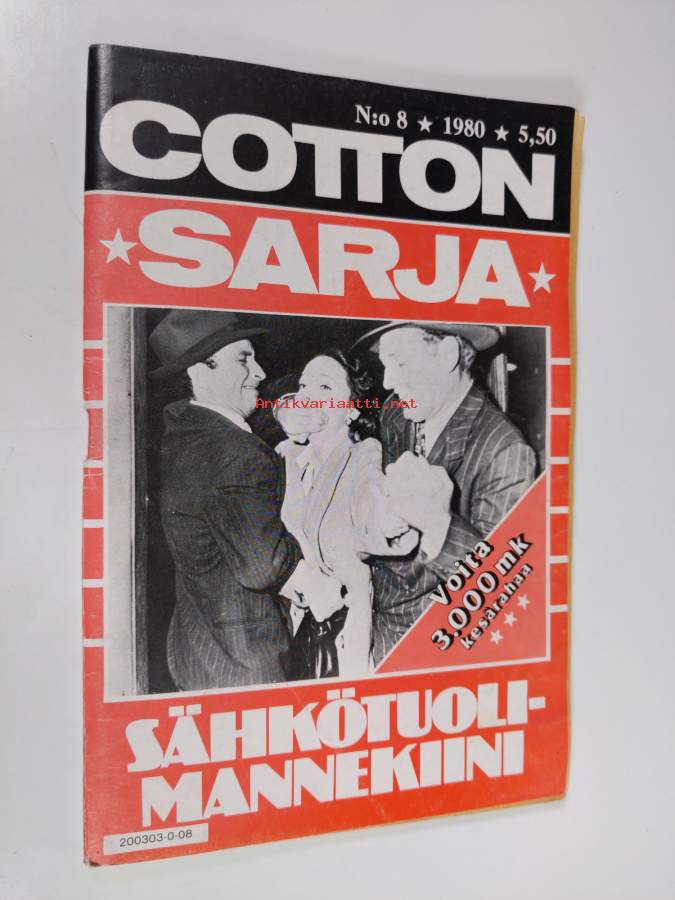 N:o 8 ★ 1980 ★ 5,50
COTTON
★ SARJA ★
Antikvariaatti.net
Voita
3.000 mk
kesärahaa
★ ★ ★
SÄHKÖTUOLI-
MANNEKIINI
200303-0-08